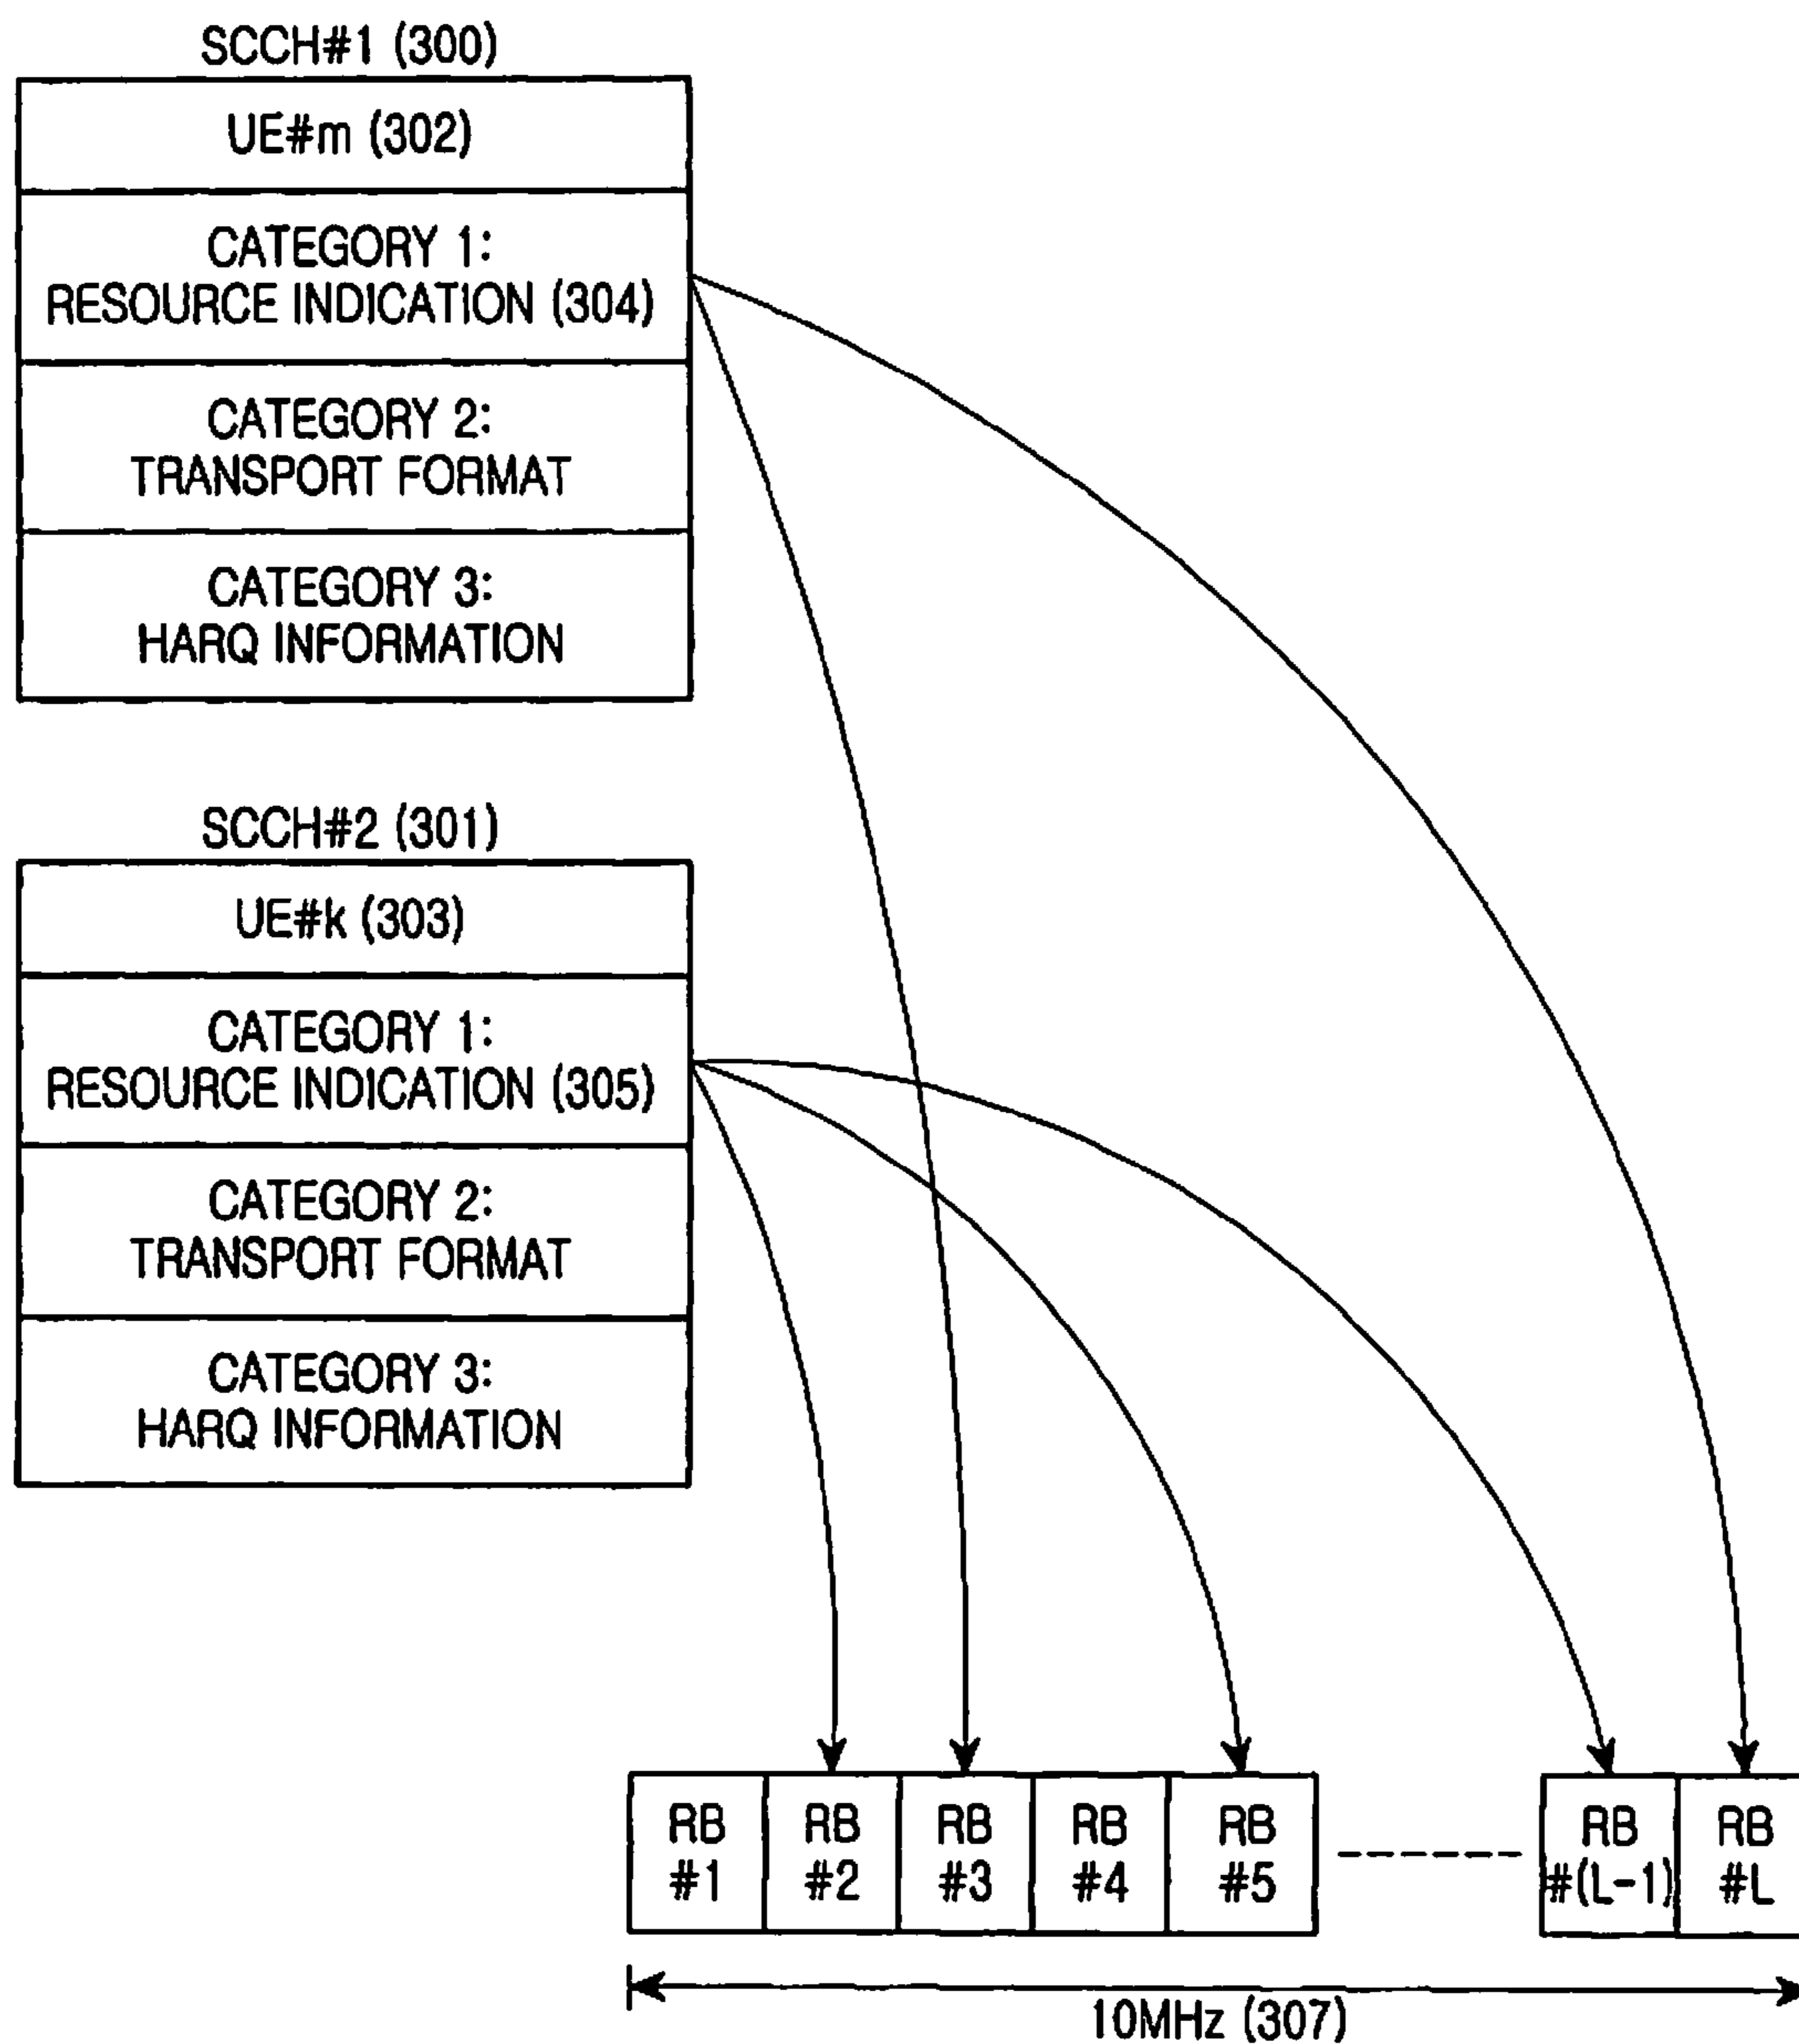 SCCH#1 (300)
UE#m (302)
CATEGORY 1:
RESOURCE INDICATION (304)
CATEGORY 2:
TRANSPORT FORMAT
CATEGORY 3:
HARQ INFORMATION
SCCH#2 (301)
UE#k (303)
CATEGORY 1:
RESOURCE INDICATION (305)
CATEGORY 2:
TRANSPORT FORMAT
CATEGORY 3:
HARQ INFORMATION
RB
#1
RB
#2
RB
#3
RB
#4
RB
#5
RB
#(L-1)
RB
#L
10MHz (307)